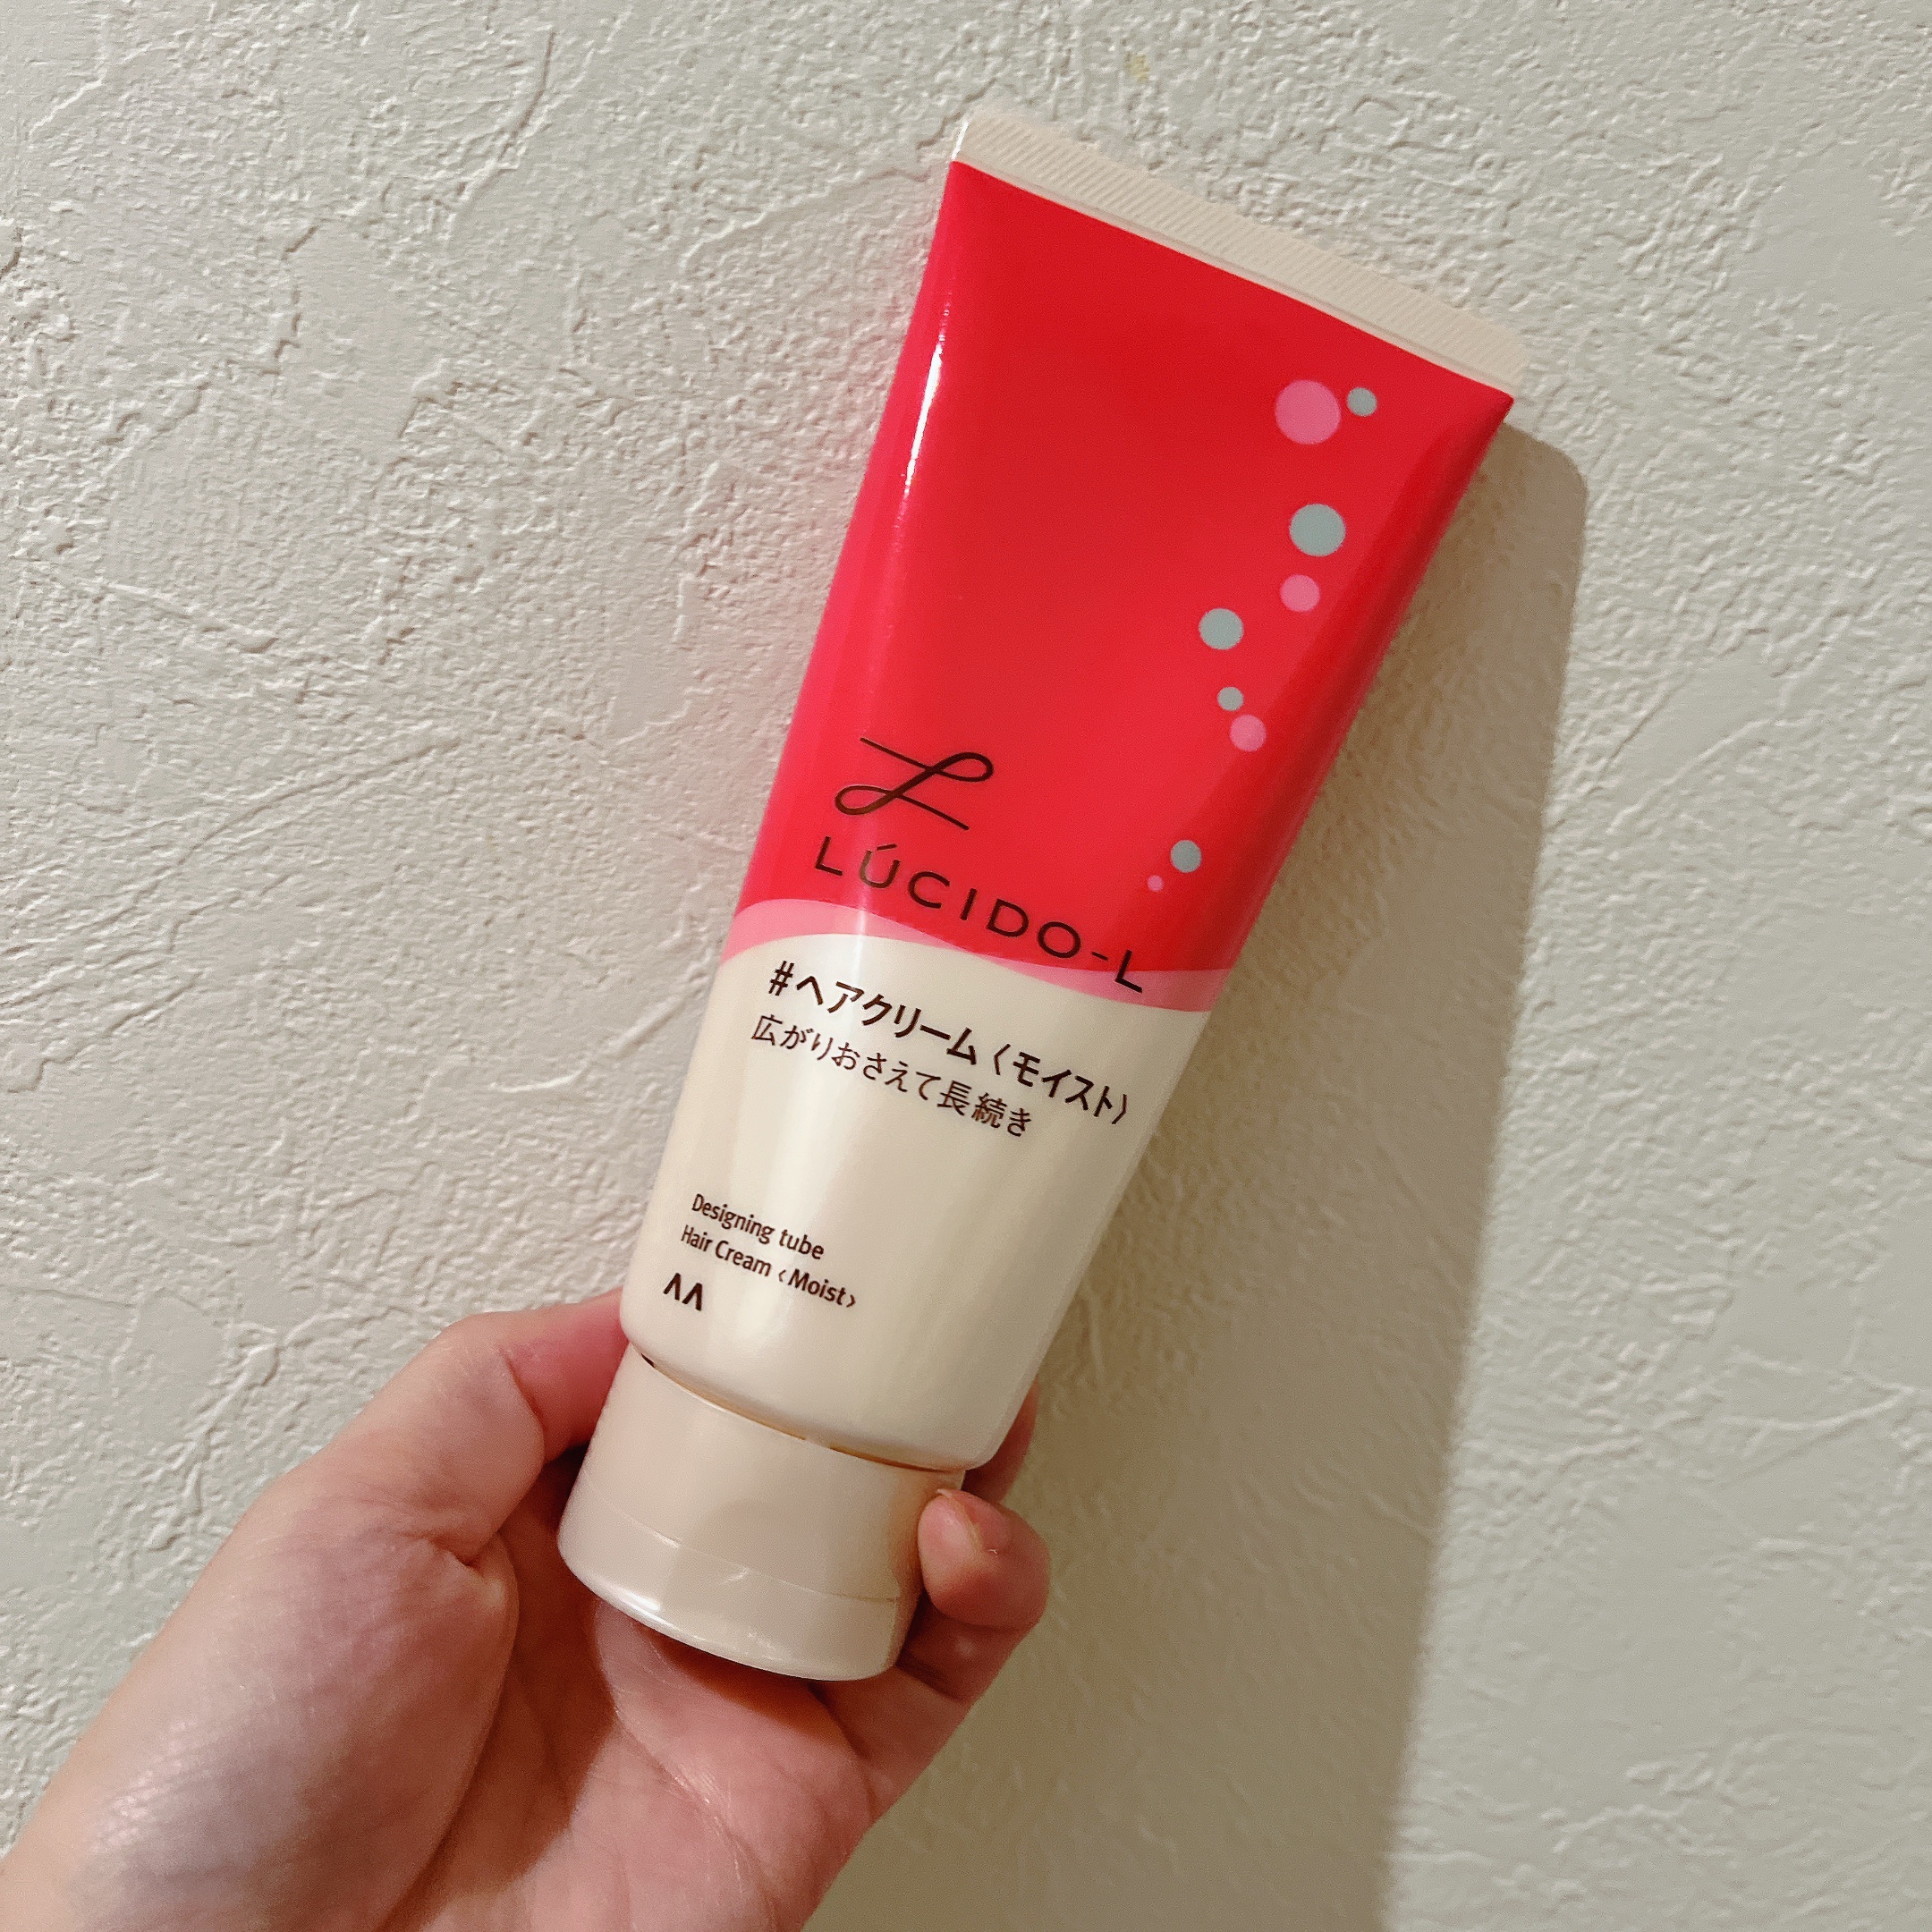 LÚCIDO-L
#ヘアクリーム〈モイスト〉
広がりおさえて長続き
Designing tube
Hair Cream ‹Moist›